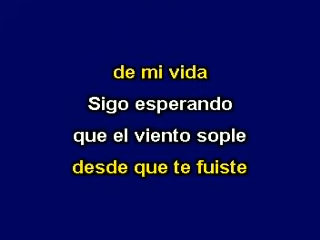 de mi vida
Sigo esperando
que el viento sople
desde que te fuiste